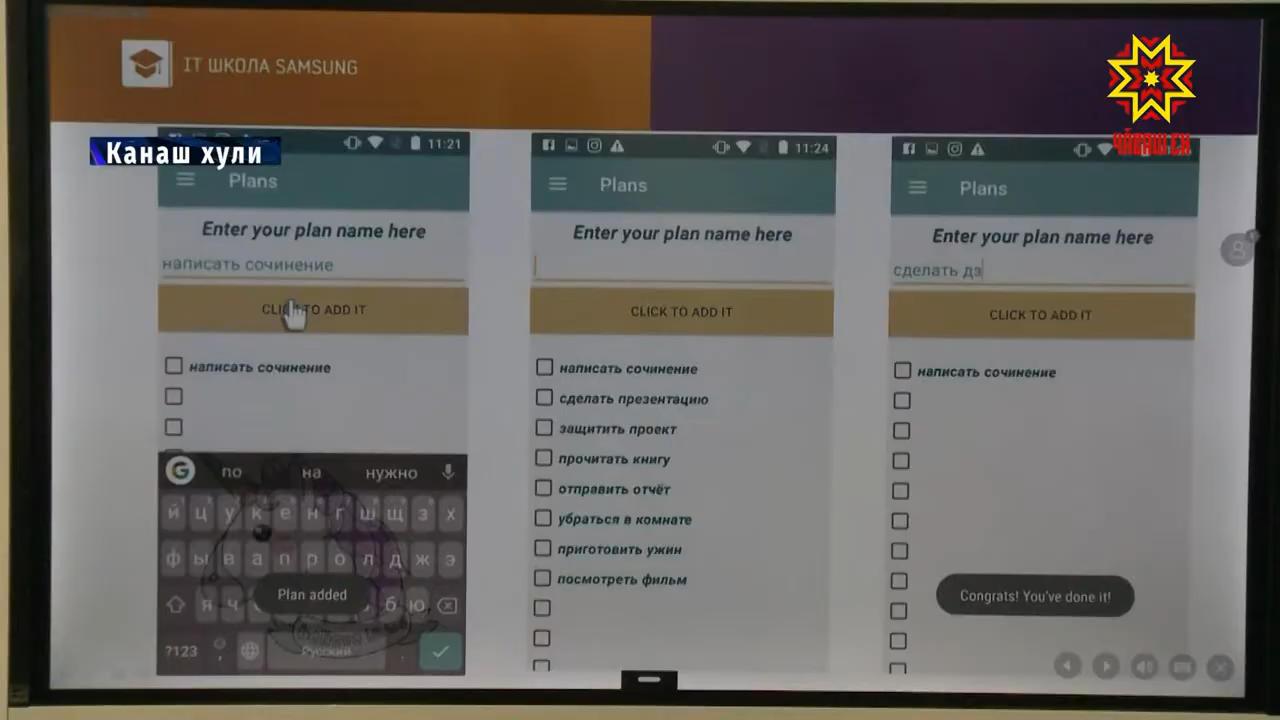 IT ШКОЛА SAMSUNG
Канаш хули
11:21
Plans
Enter your plan name here
написать сочинение
CLICK TO ADD IT
написать сочинение
по на нужно
й ц у к е н г ш щ з х
ф ы в а п р о л д ж э
я ч б ю
Plan added
?123 , Русский .
11:24
Plans
Enter your plan name here
CLICK TO ADD IT
написать сочинение
сделать презентацию
защитить проект
прочитать книгу
отправить отчёт
убраться в комнате
приготовить ужин
посмотреть фильм
Plans
Enter your plan name here
сделать дз
CLICK TO ADD IT
написать сочинение
Congrats! You've done it!